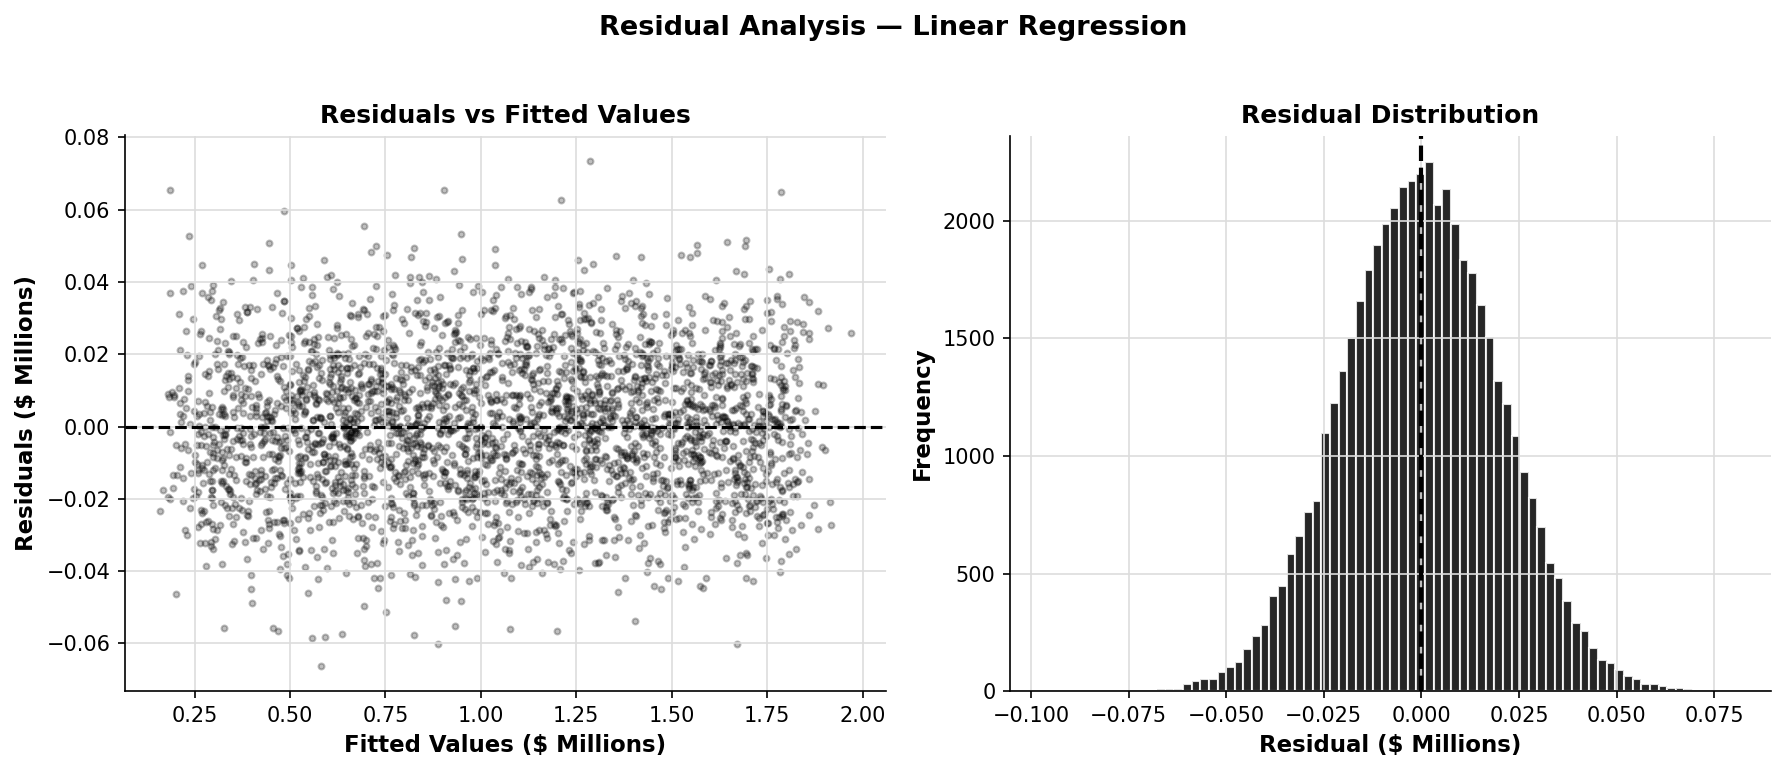 Residual Analysis — Linear Regression
Residuals vs Fitted Values
0.08
0.06
0.04
0.02
0.00
−0.02
−0.04
−0.06
Residuals ($ Millions)
0.25 0.50 0.75 1.00 1.25 1.50 1.75 2.00
Fitted Values ($ Millions)
Residual Distribution
2000
1500
1000
500
0
Frequency
−0.100 −0.075 −0.050 −0.025 0.000 0.025 0.050 0.075
Residual ($ Millions)